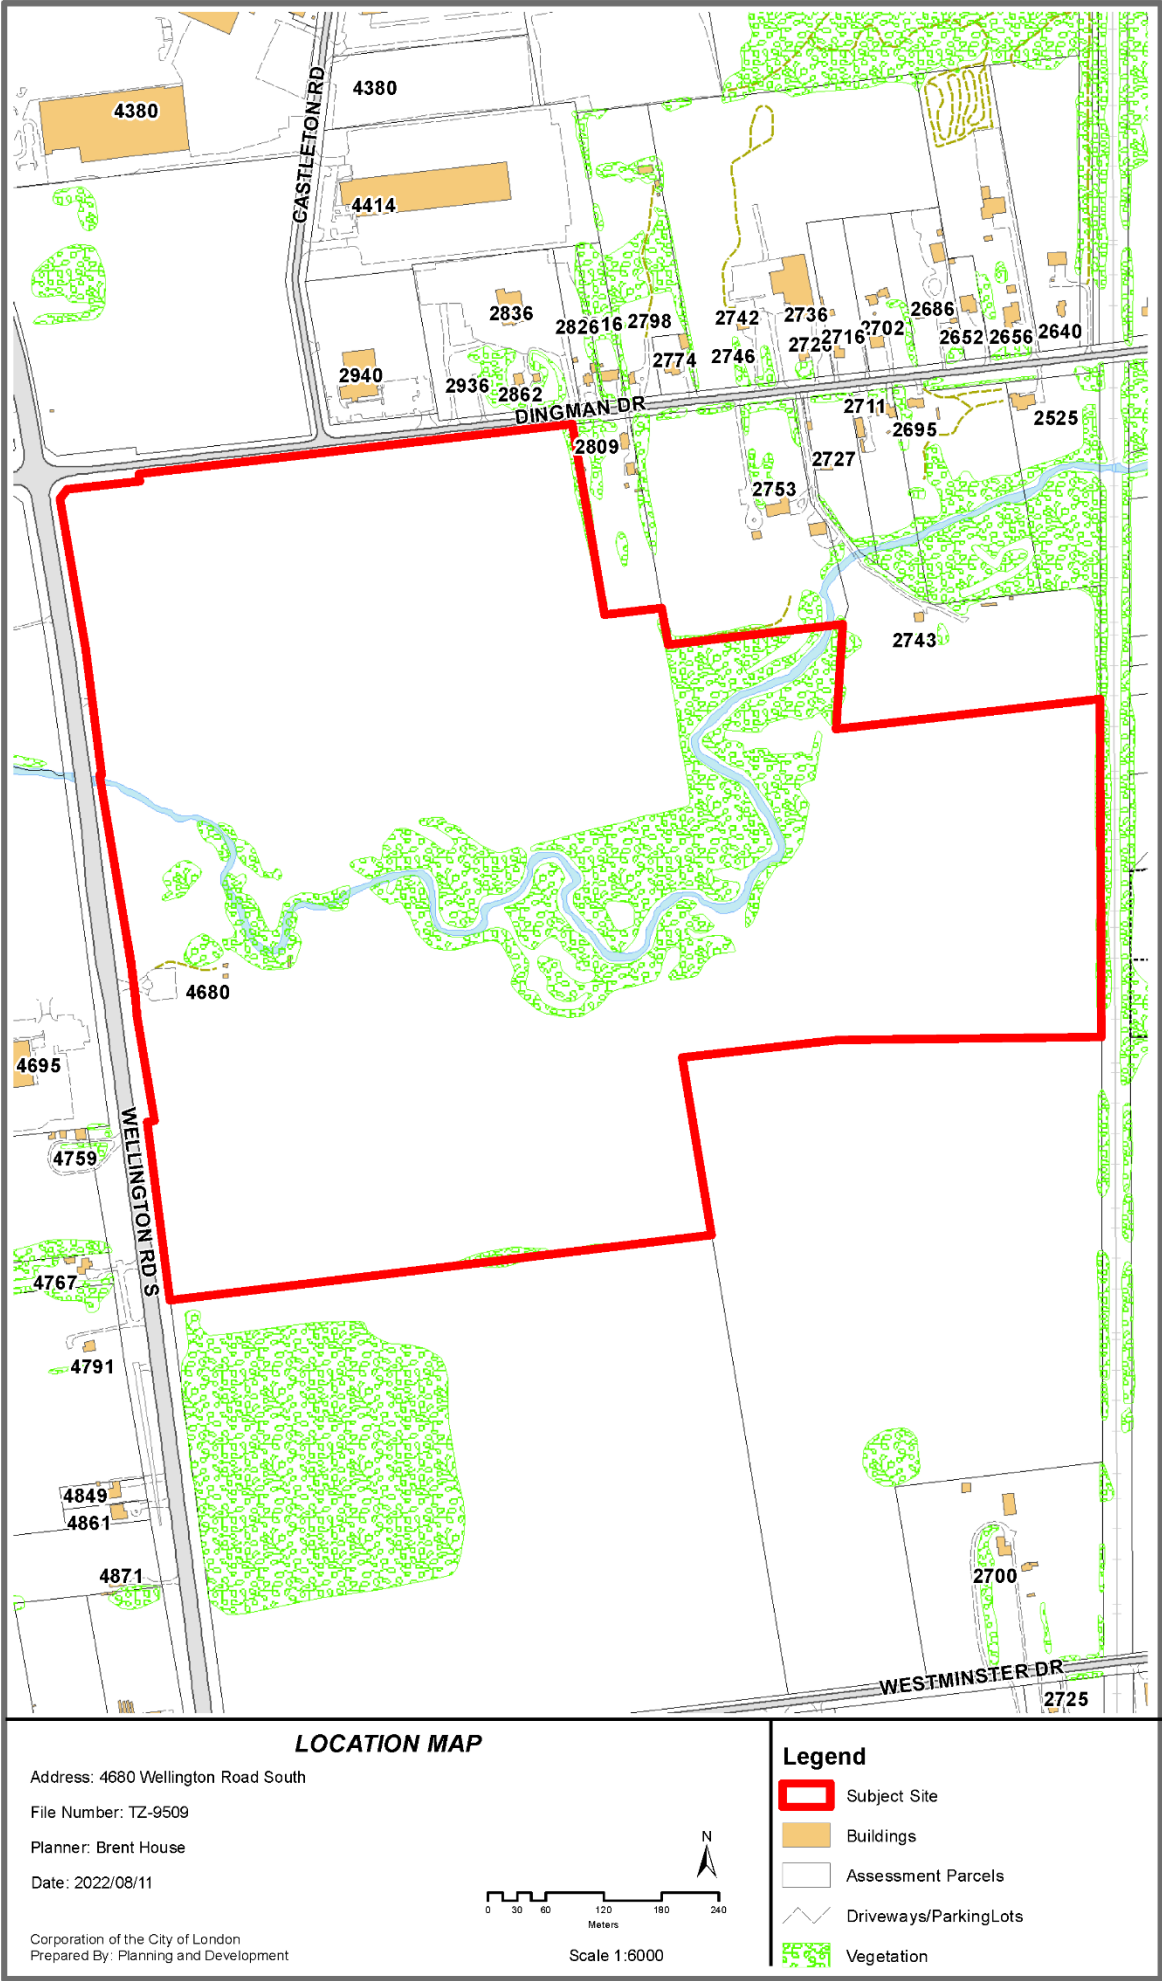 4380
4380
CASTLETON RD
4414
2836
2616
2798
2742
2736
2686
2702
2716
2652
2656
2640
2746
2774
2940
2936
2862
DINGMAN DR
2711
2695
2525
2809
2727
2753
2743
4680
4695
4759
WELLINGTON RD S
4767
4791
4849
4861
4871
2700
WESTMINSTER DR
2725
LOCATION MAP
Address: 4680 Wellington Road South
File Number: TZ-9509
Planner: Brent House
Date: 2022/08/11
Corporation of the City of London
Prepared By: Planning and Development
N
0 30 60 120 180 240
Meters
Scale 1:6000
Legend
Subject Site
Buildings
Assessment Parcels
Driveways/ParkingLots
Vegetation